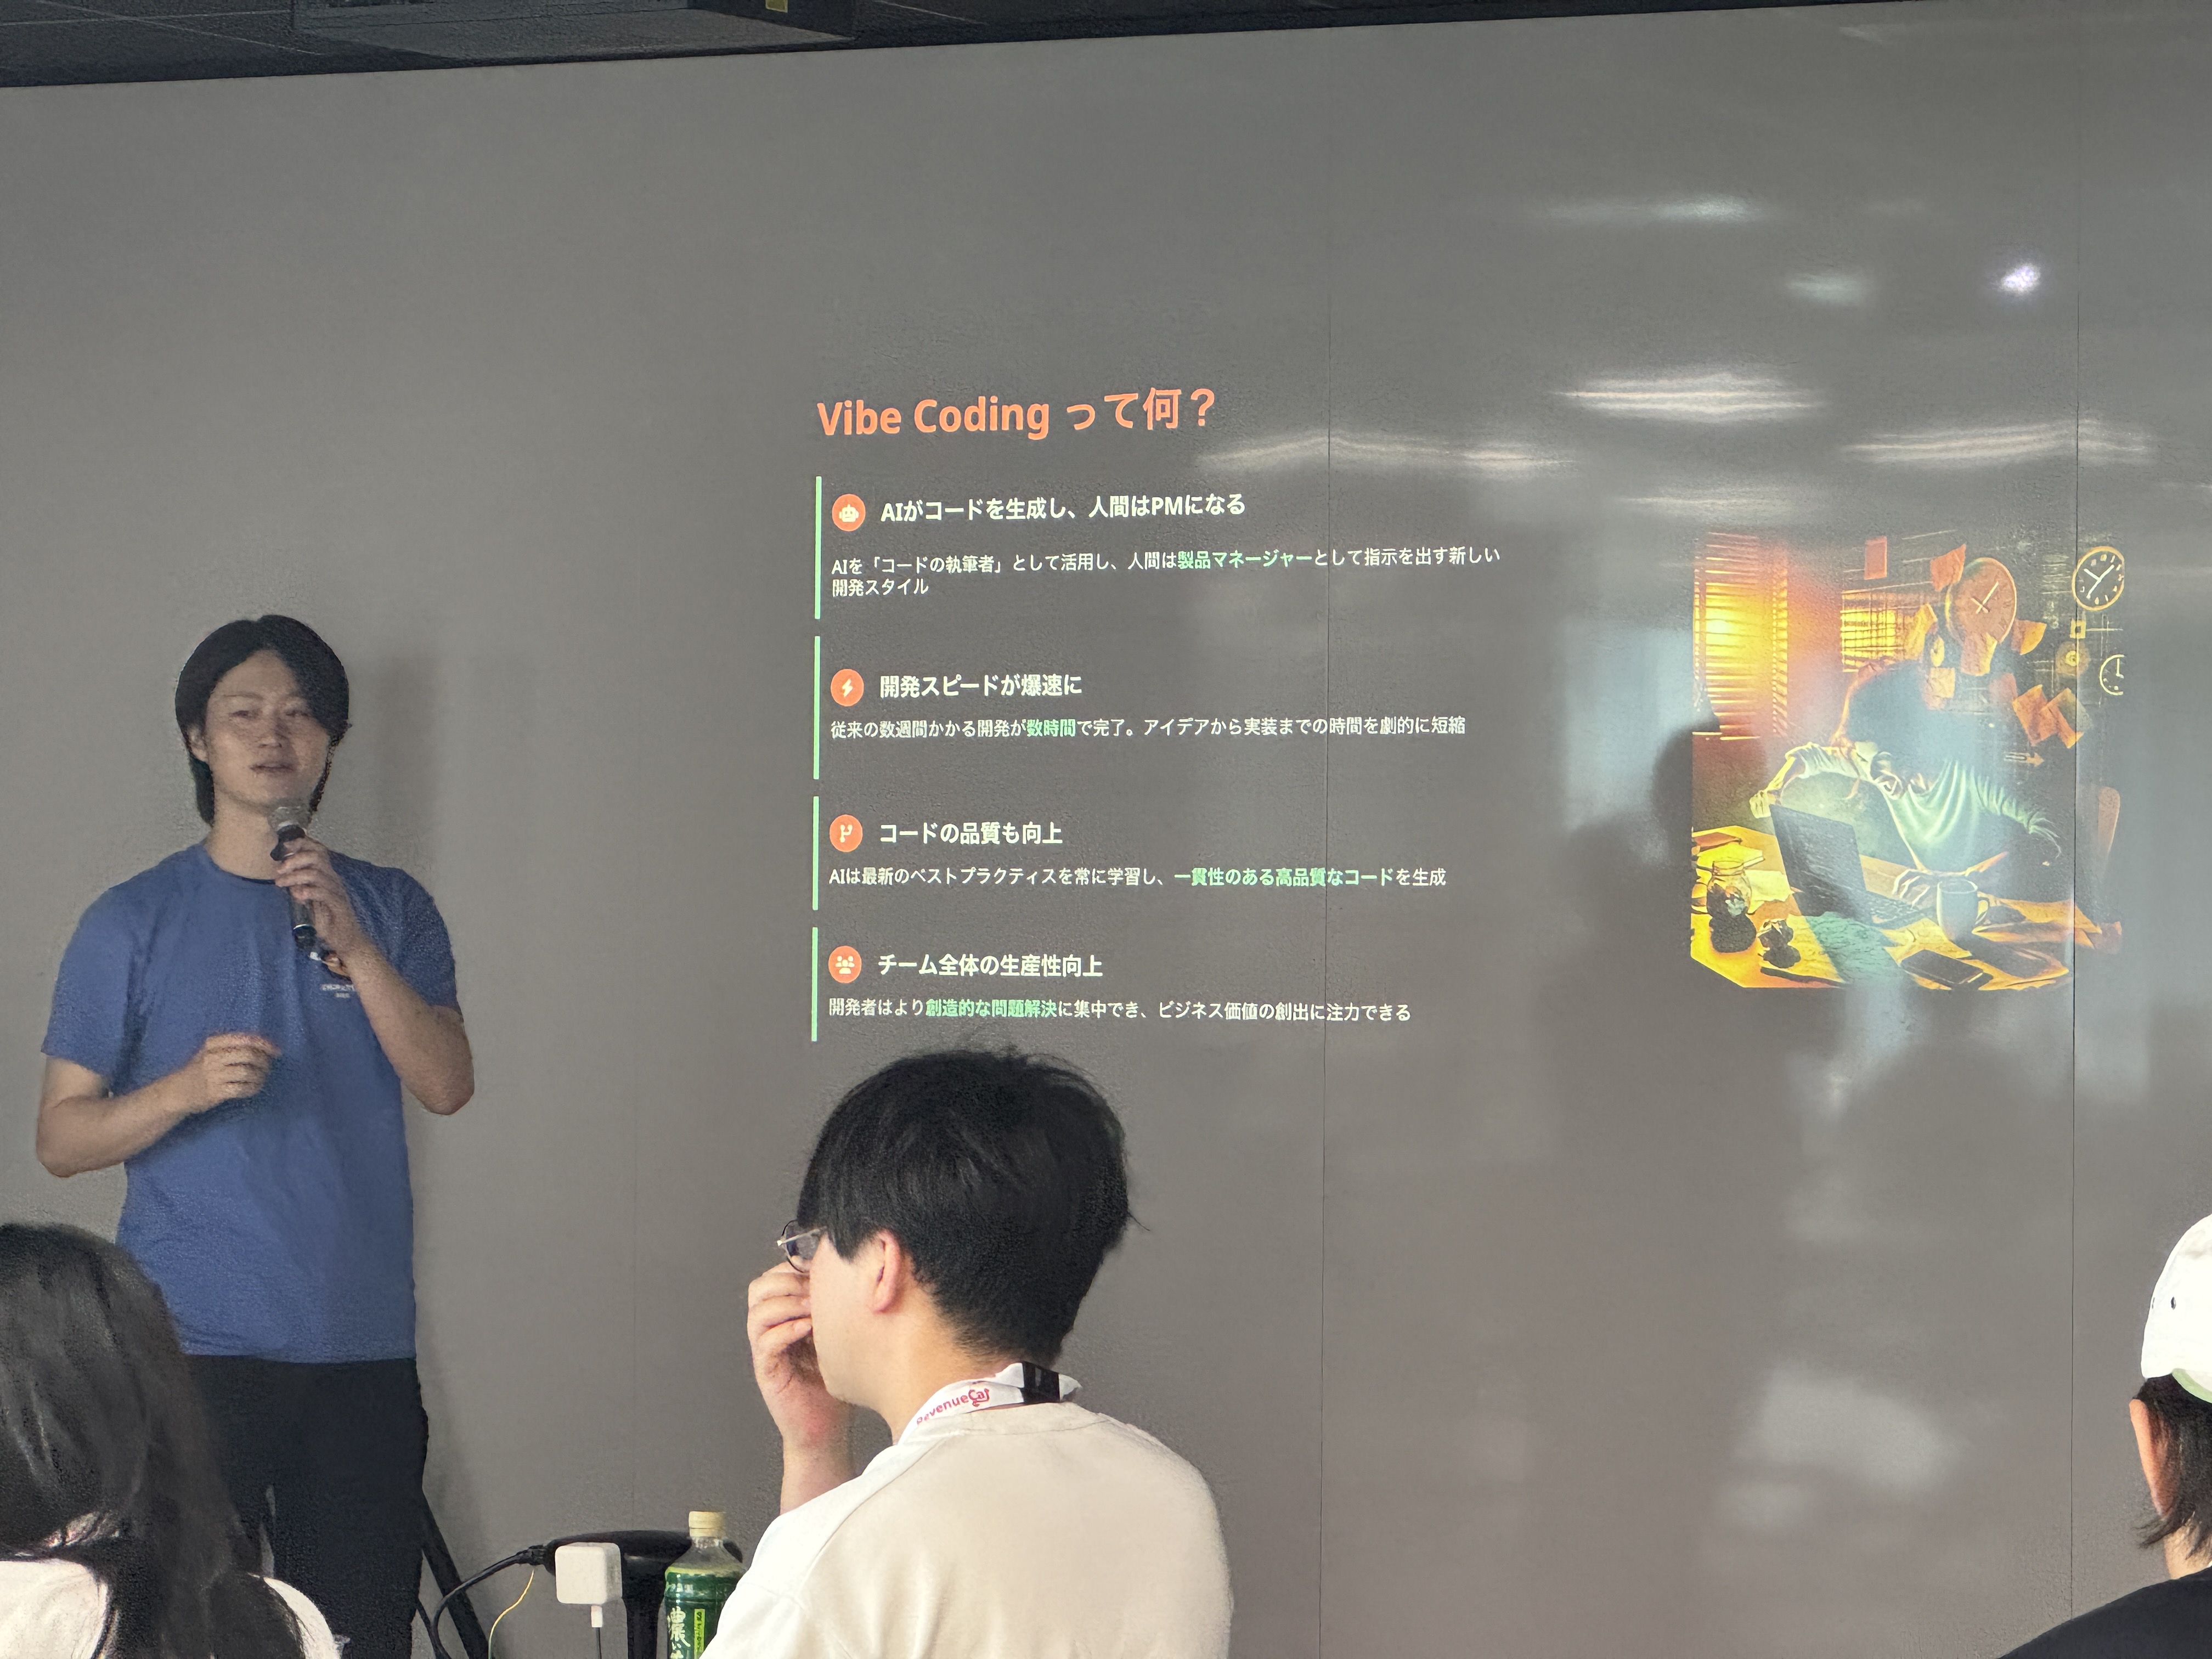 Vibe Coding って何？
AIがコードを生成し、人間はPMになる
AIを「コードの執筆者」として活用し、人間は製品マネージャーとして指示を出す新しい
開発スタイル
開発スピードが爆速に
従来の数週間かかる開発が数時間で完了。アイデアから実装までの時間を劇的に短縮
コードの品質も向上
AIは最新のベストプラクティスを常に学習し、一貫性のある高品質なコードを生成
チーム全体の生産性向上
開発者はより創造的な問題解決に集中でき、ビジネス価値の創出に注力できる
RevenueCat
濃い